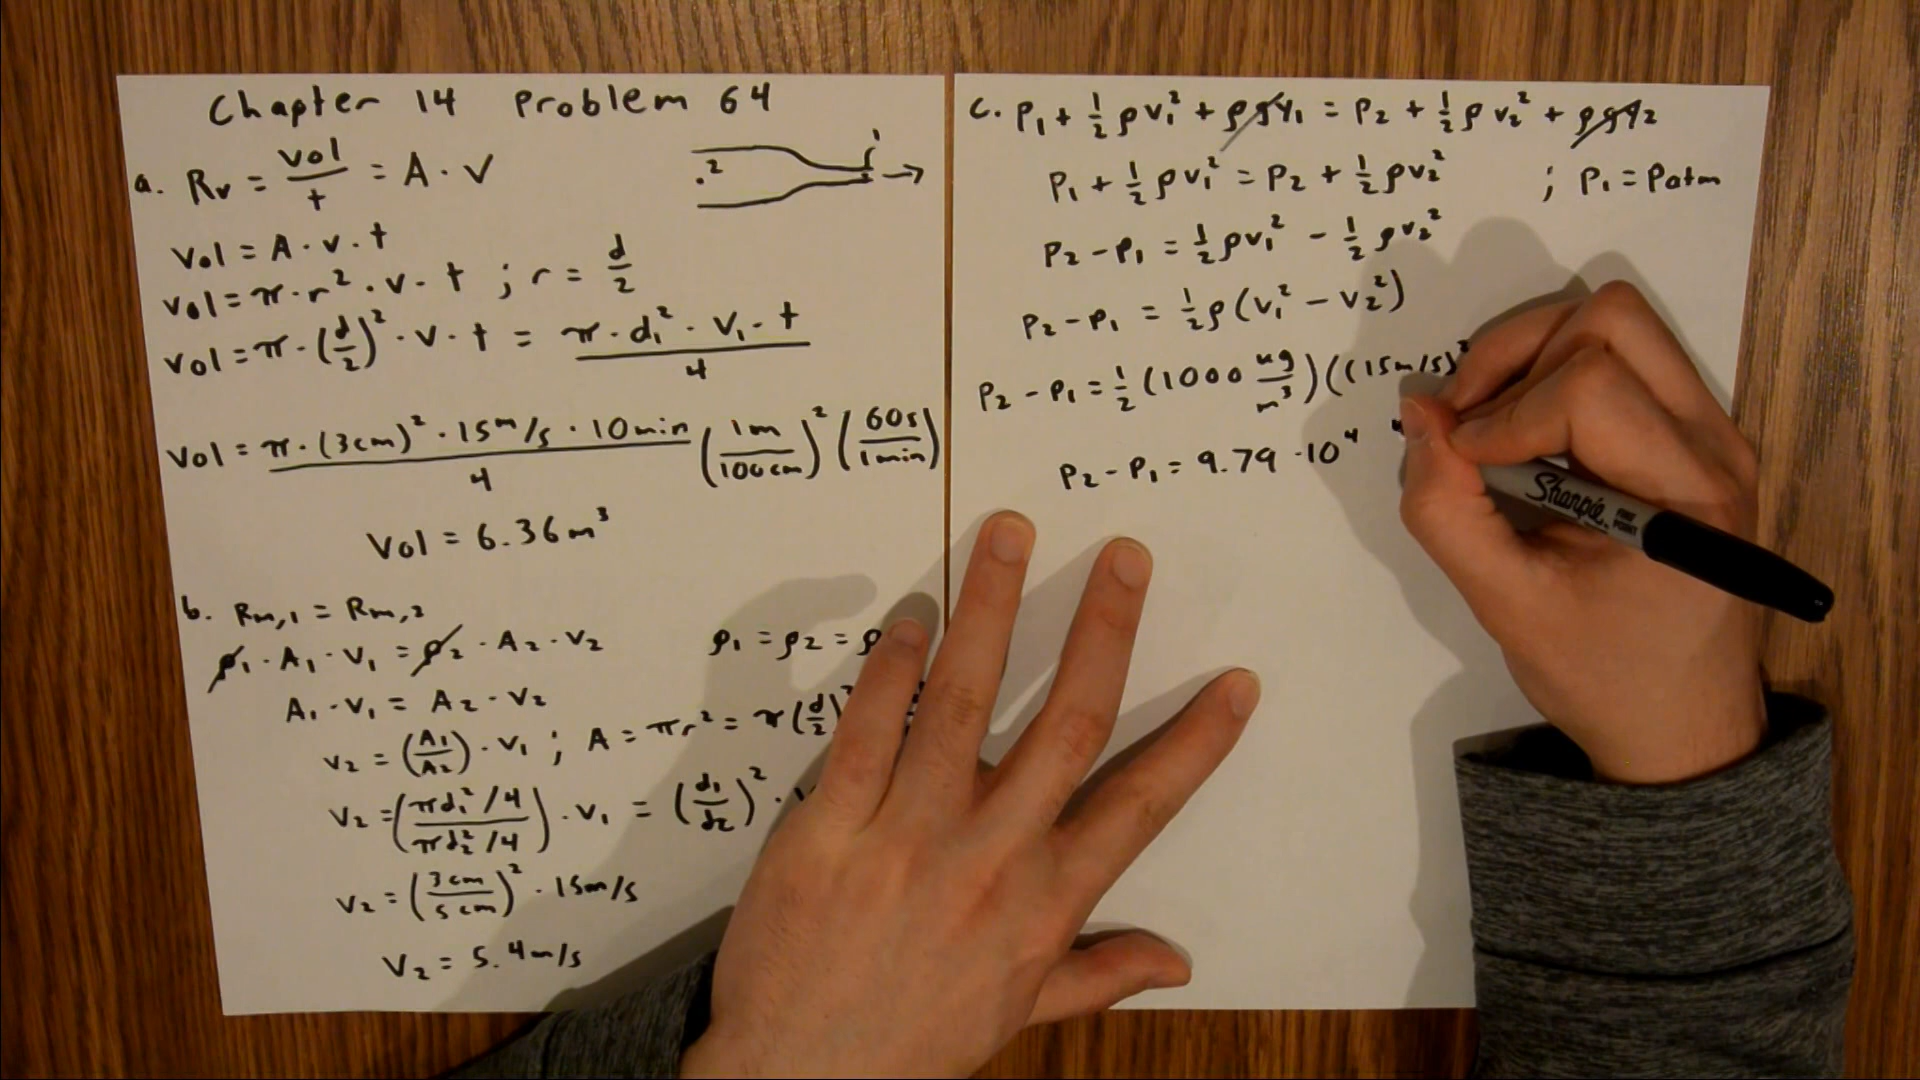 Chapter 14 Problem 64
a. Rv = vol/t = A · v
1
.2
vol = A · v · t
vol = π · r² · v · t ; r = d/2
vol = π · (d/2)² · v · t = π · d₁² · v₁ · t / 4
vol = π · (3cm)² · 15 m/s · 10min / 4 (1m/100cm)² (60s/1min)
Vol = 6.36m³
b. Rm,1 = Rm,2
ρ₁ · A₁ · v₁ = ρ₂ · A₂ · v₂ ρ₁ = ρ₂ = ρ
A₁ · v₁ = A₂ · v₂
v₂ = (A₁/A₂) · v₁ ; A = πr² = π(d/2)²
v₂ = (πd₁²/4 / πd₂²/4) · v₁ = (d₁/d₂)² ·
v₂ = (3cm/5cm)² · 15m/s
v₂ = 5.4m/s
c. P₁ + ½ρv₁² + ρgy₁ = P₂ + ½ρv₂² + ρgy₂
P₁ + ½ρv₁² = P₂ + ½ρv₂² ; P₁ = Patm
P₂ - P₁ = ½ρv₁² - ½ρv₂²
P₂ - P₁ = ½ρ(v₁² - v₂²)
P₂ - P₁ = ½(1000 kg/m³)((15m/s)²
P₂ - P₁ = 9.79 · 10⁴
Sharpie.
FINE POINT